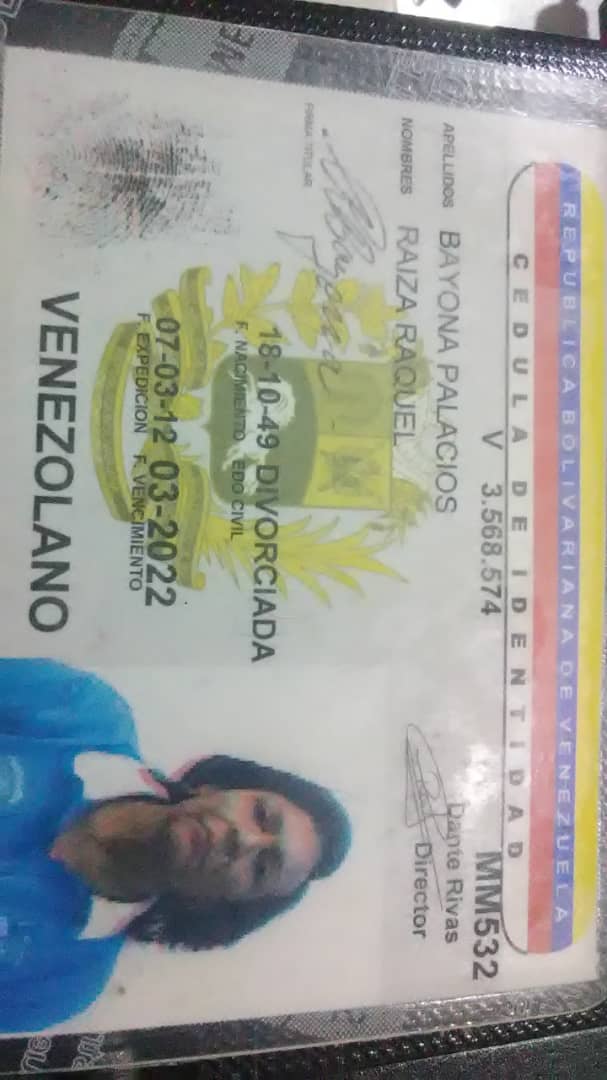 REPUBLICA BOLIVARIANA DE VENEZUELA
CEDULA DE IDENTIDAD
V 3.568.574
MM532
APELLIDOS BAYONA PALACIOS
Dante Rivas
Director
NOMBRES RAIZA RAQUEL
FIRMA TITULAR
18-10-49 DIVORCIADA
F. NACIMIENTO EDO CIVIL
07-03-12 03-2022
F. EXPEDICION F. VENCIMIENTO
VENEZOLANO